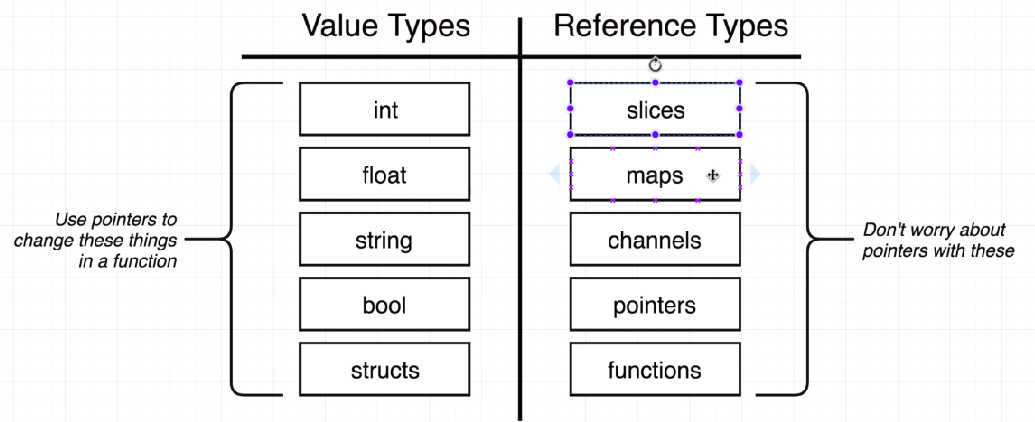 Value Types
Reference Types
int
slices
float
maps
Use pointers to
change these things
in a function
string
channels
Don't worry about
pointers with these
bool
pointers
structs
functions